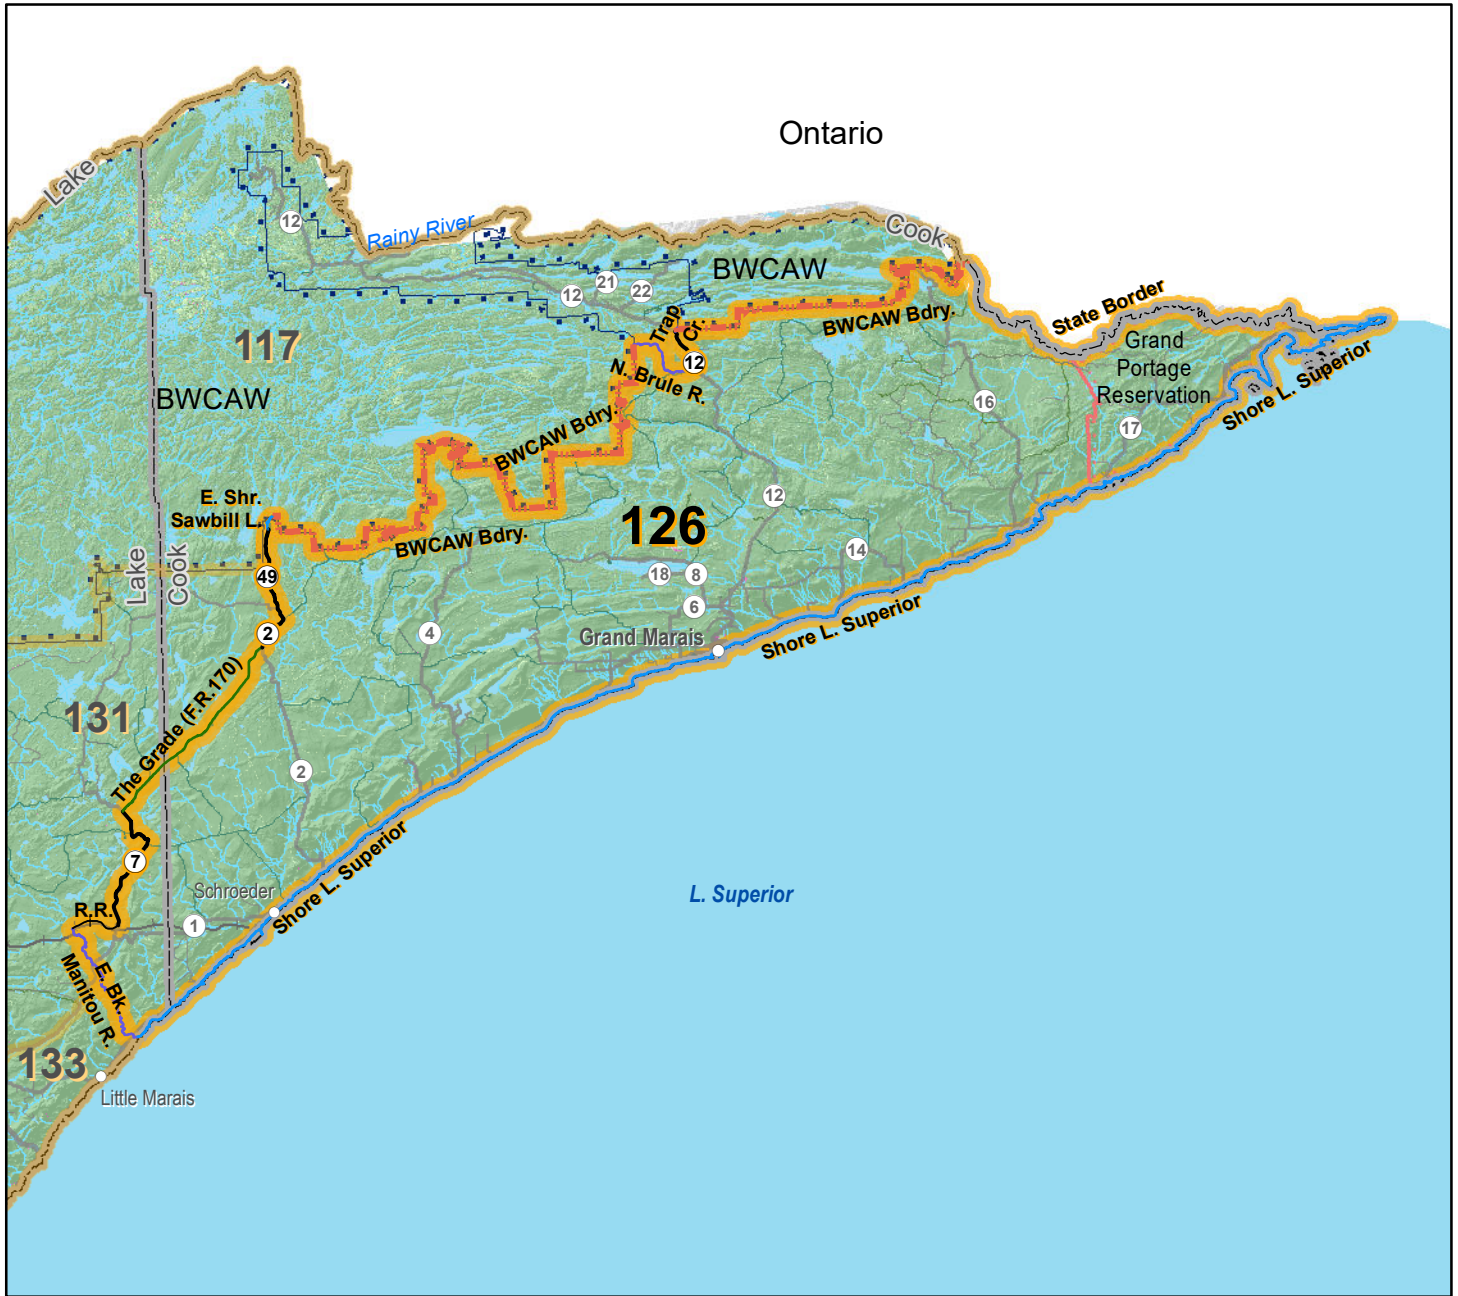 Ontario
Lake
12
Rainy River
Cook
BWCAW
21
22
12
State Border
BWCAW Bdry.
Trap
Cr.
12
N. Brule R.
117
BWCAW
Grand
Portage
Reservation
Shore L. Superior
16
17
BWCAW Bdry.
E. Shr.
Sawbill L.
12
126
BWCAW Bdry.
Lake
Cook
49
14
18
8
6
2
4
Grand Marais
Shore L. Superior
The Grade (F.R.170)
131
2
7
Schroeder
Shore L. Superior
L. Superior
R.R.
1
E. Bk.
Manitou R.
133
Little Marais